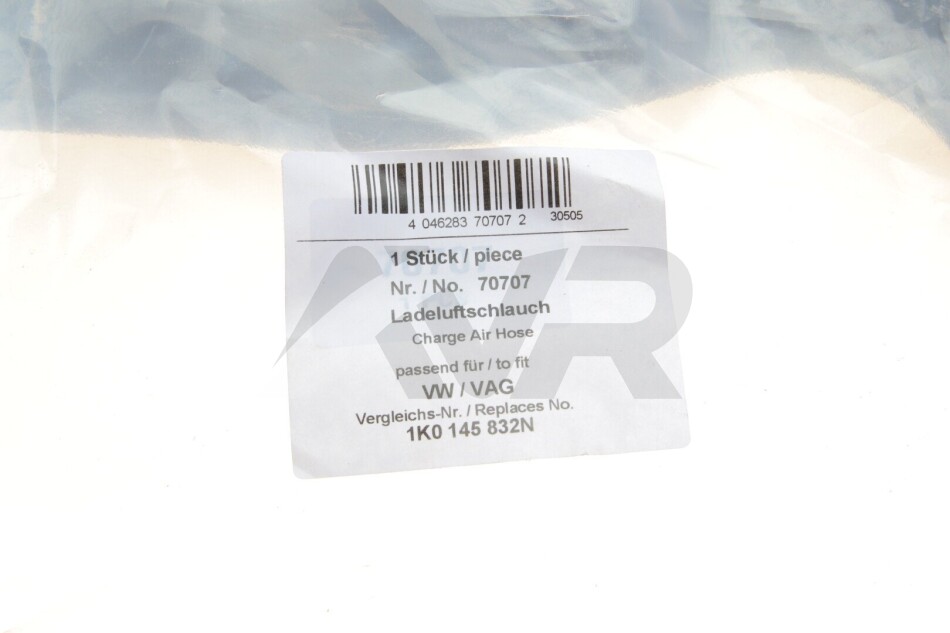 4 046283 70707 2 30505
1 Stück / piece
Nr. / No. 70707
Ladeluftschlauch
Charge Air Hose
passend für / to fit
VW / VAG
Vergleichs-Nr. / Replaces No.
1K0 145 832N
VR